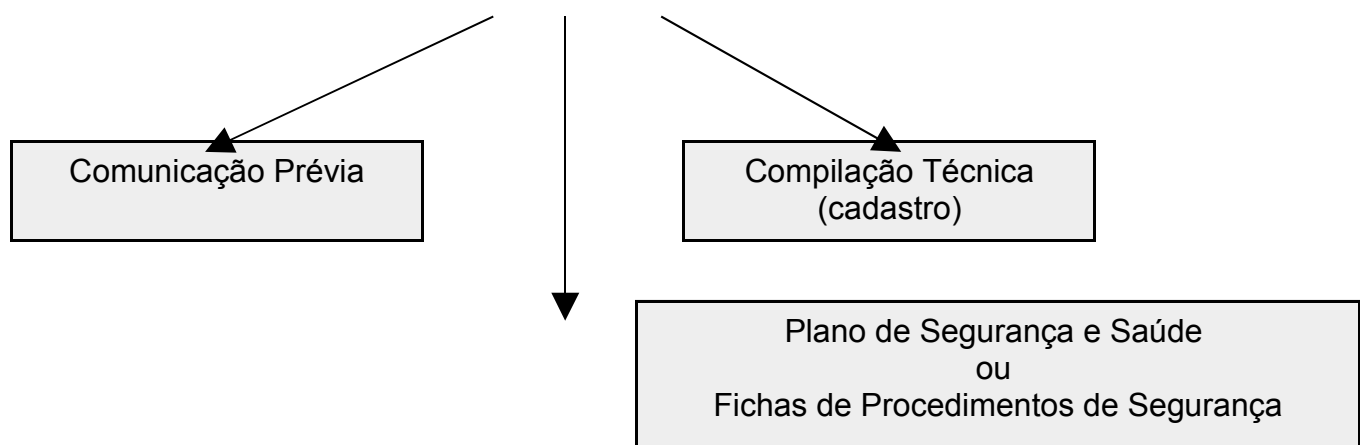 Comunicação Prévia
Compilação Técnica
(cadastro)
Plano de Segurança e Saúde
ou
Fichas de Procedimentos de Segurança